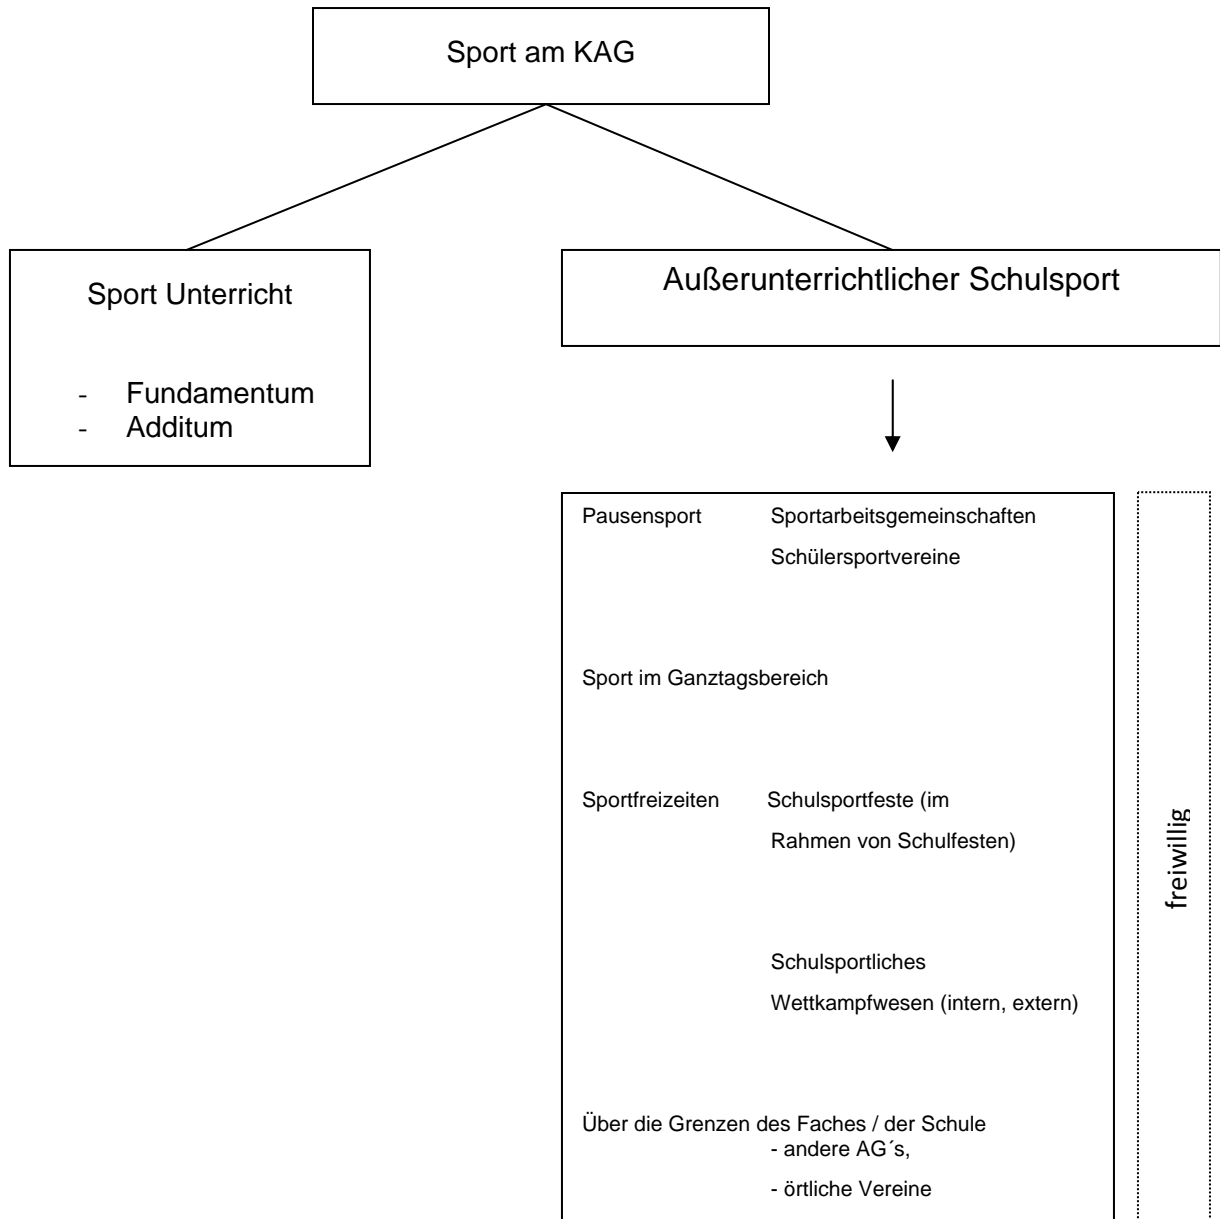 Sport am KAG
Sport Unterricht
- Fundamentum
- Additum
Außerunterrichtlicher Schulsport
Pausensport Sportarbeitsgemeinschaften
Schülersportvereine
Sport im Ganztagsbereich
Sportfreizeiten Schulsportfeste (im
Rahmen von Schulfesten)
Schulsportliches
Wettkampfwesen (intern, extern)
Über die Grenzen des Faches / der Schule
- andere AG´s,
- örtliche Vereine
freiwillig